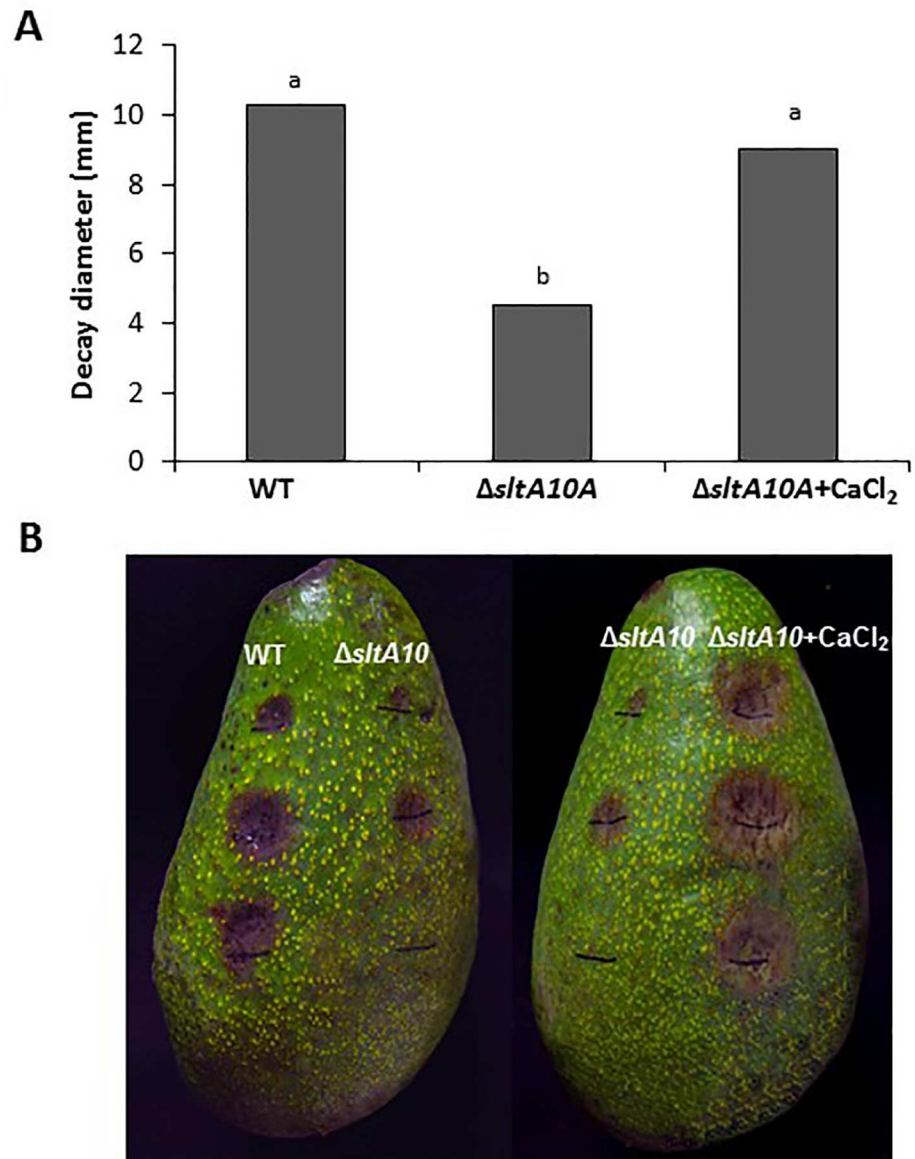 A
Decay diameter (mm)
12
10
8
6
4
2
0
a
b
a
WT
ΔsltA10A
ΔsltA10A+CaCl₂
B
WT
ΔsltA10
ΔsltA10
ΔsltA10+CaCl₂